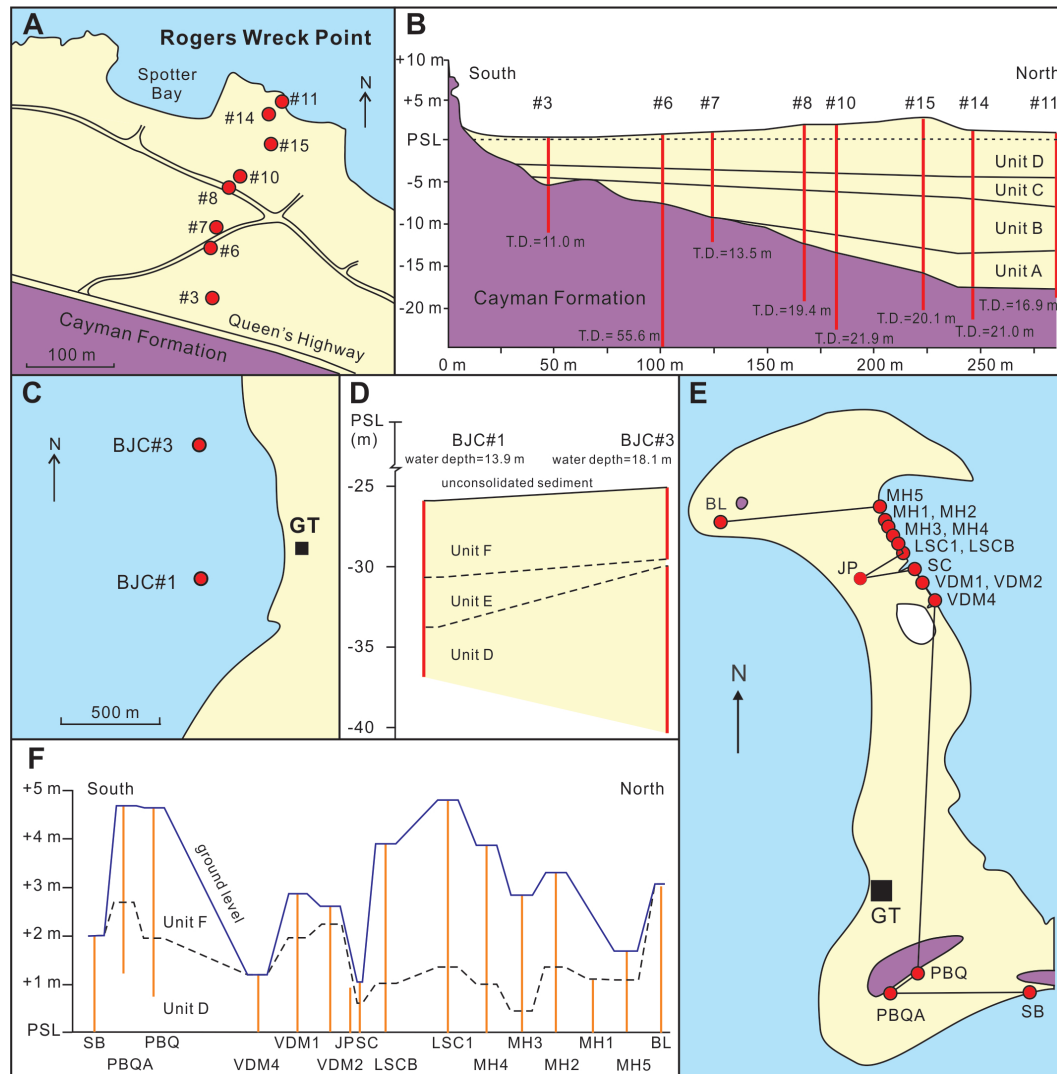 A
Rogers Wreck Point
Spotter
Bay
N
#11
#14
#15
#10
#8
#7
#6
#3
Queen's Highway
Cayman Formation
100 m
B
+10 m
+5 m
PSL
-5 m
-10 m
-15 m
-20 m
South
North
#3
#6
#7
#8
#10
#15
#14
#11
Unit D
Unit C
Unit B
Unit A
T.D.=11.0 m
T.D.=13.5 m
T.D.=16.9 m
T.D.=19.4 m
T.D.=20.1 m
T.D.=21.0 m
T.D.=55.6 m
T.D.=21.9 m
Cayman Formation
0 m
50 m
100 m
150 m
200 m
250 m
C
N
BJC#3
GT
BJC#1
500 m
D
PSL
(m)
BJC#1
water depth=13.9 m
BJC#3
water depth=18.1 m
unconsolidated sediment
-25
-30
-35
-40
Unit F
Unit E
Unit D
E
BL
MH5
MH1, MH2
MH3, MH4
LSC1, LSCB
JP
SC
VDM1, VDM2
VDM4
N
GT
PBQ
PBQA
SB
F
+5 m
+4 m
+3 m
+2 m
+1 m
PSL
South
North
ground level
Unit F
Unit D
SB
PBQA
PBQ
VDM4
VDM1
VDM2
JP
SC
LSCB
LSC1
MH4
MH3
MH2
MH1
MH5
BL